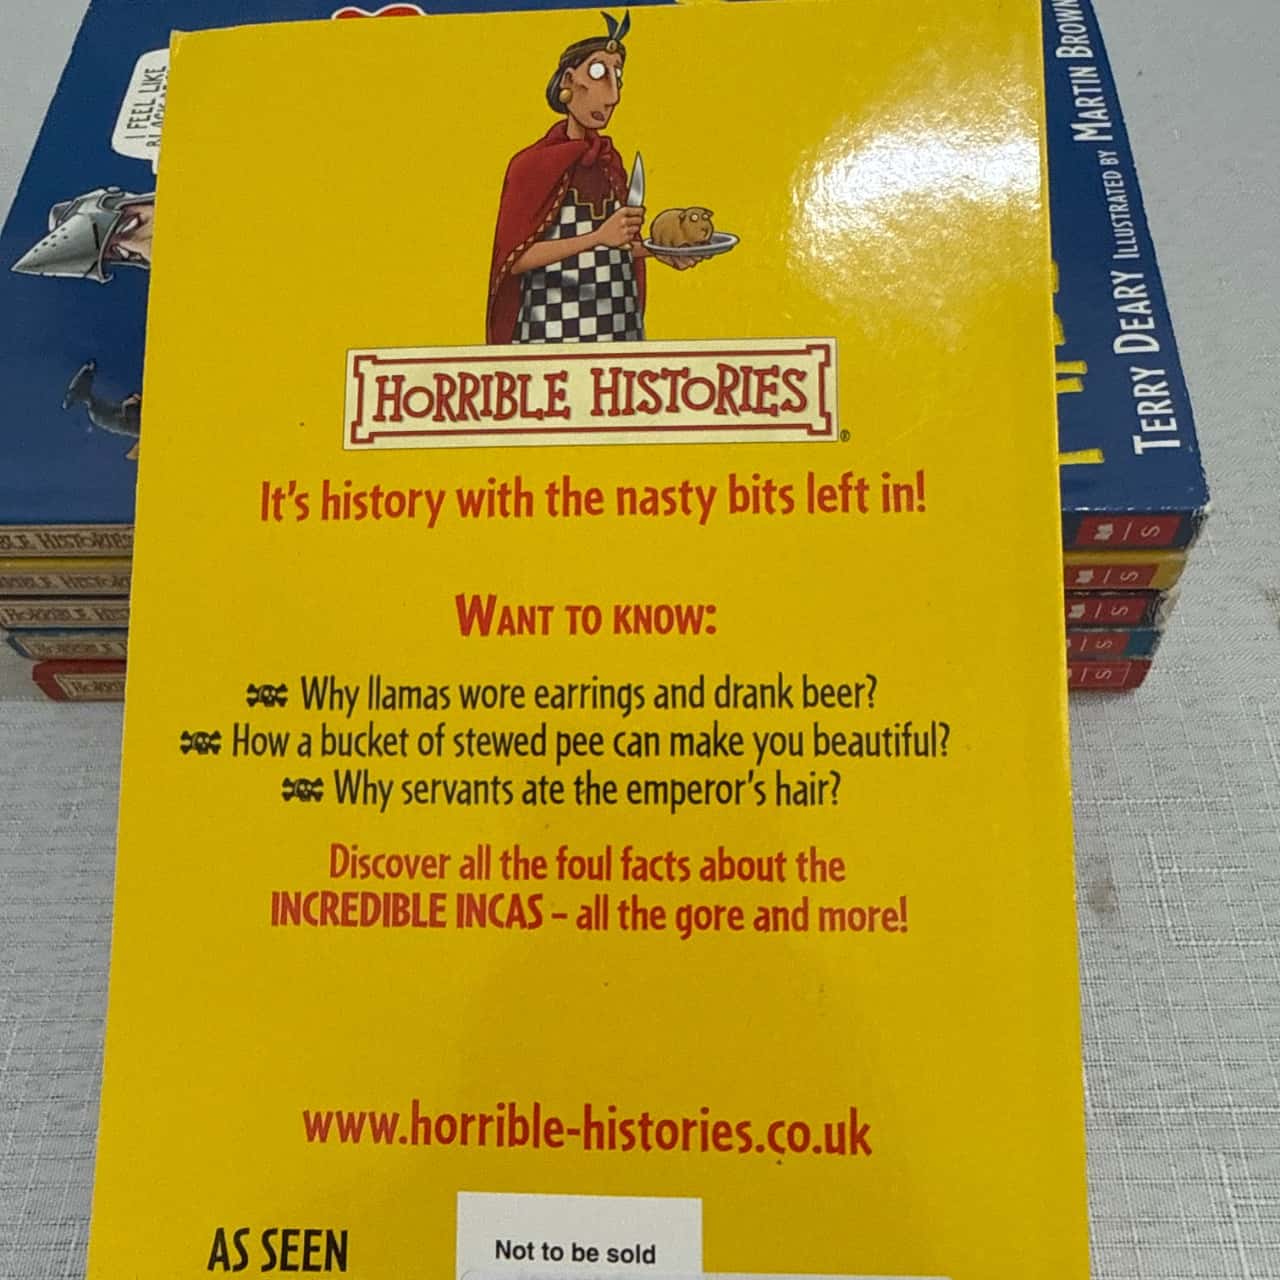 I FEEL LIKE
TERRY DEARY ILLUSTRATED BY MARTIN BROWN
HORRIBLE HISTORIES
®
It's history with the nasty bits left in!
WANT TO KNOW:
Why llamas wore earrings and drank beer?
How a bucket of stewed pee can make you beautiful?
Why servants ate the emperor's hair?
Discover all the foul facts about the
INCREDIBLE INCAS – all the gore and more!
www.horrible-histories.co.uk
AS SEEN
Not to be sold